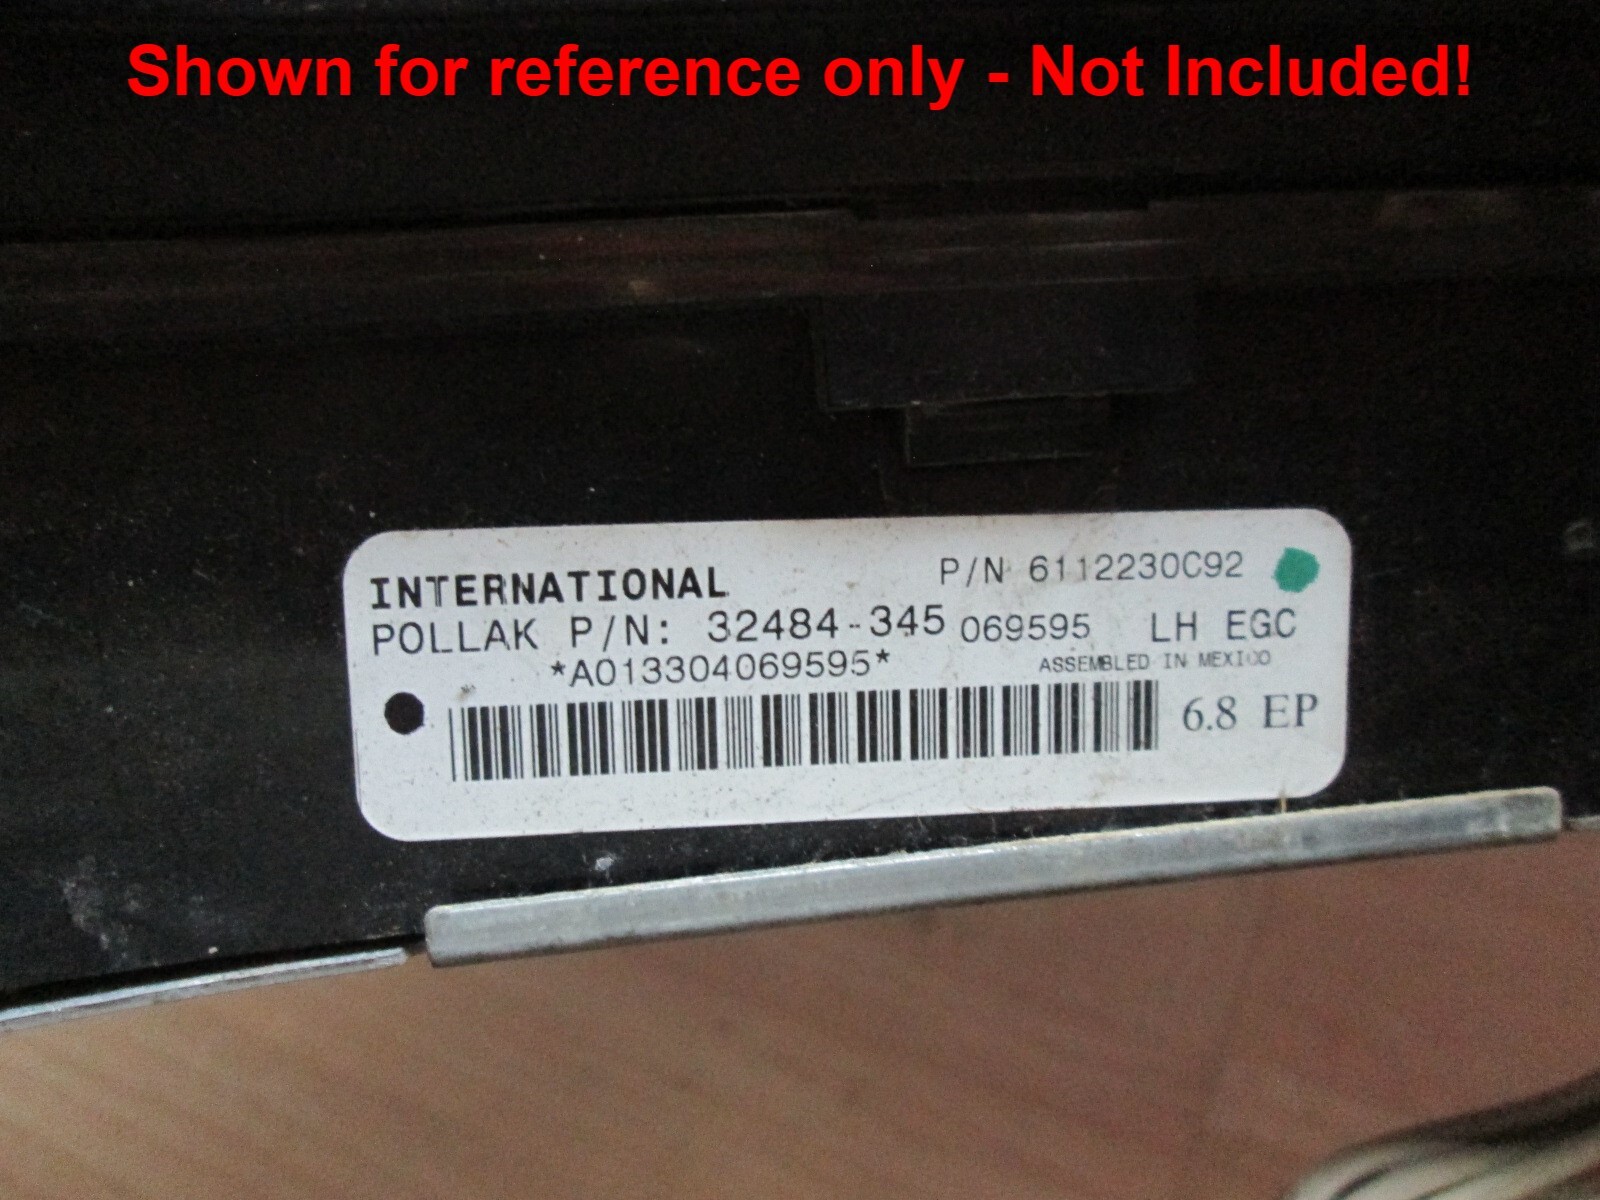 Shown for reference only - Not Included!
INTERNATIONAL P/N 6112230C92
POLLAK P/N: 32484-345 069595 LH EGC
*A013304069595* ASSEMBLED IN MEXICO
6.8 EP